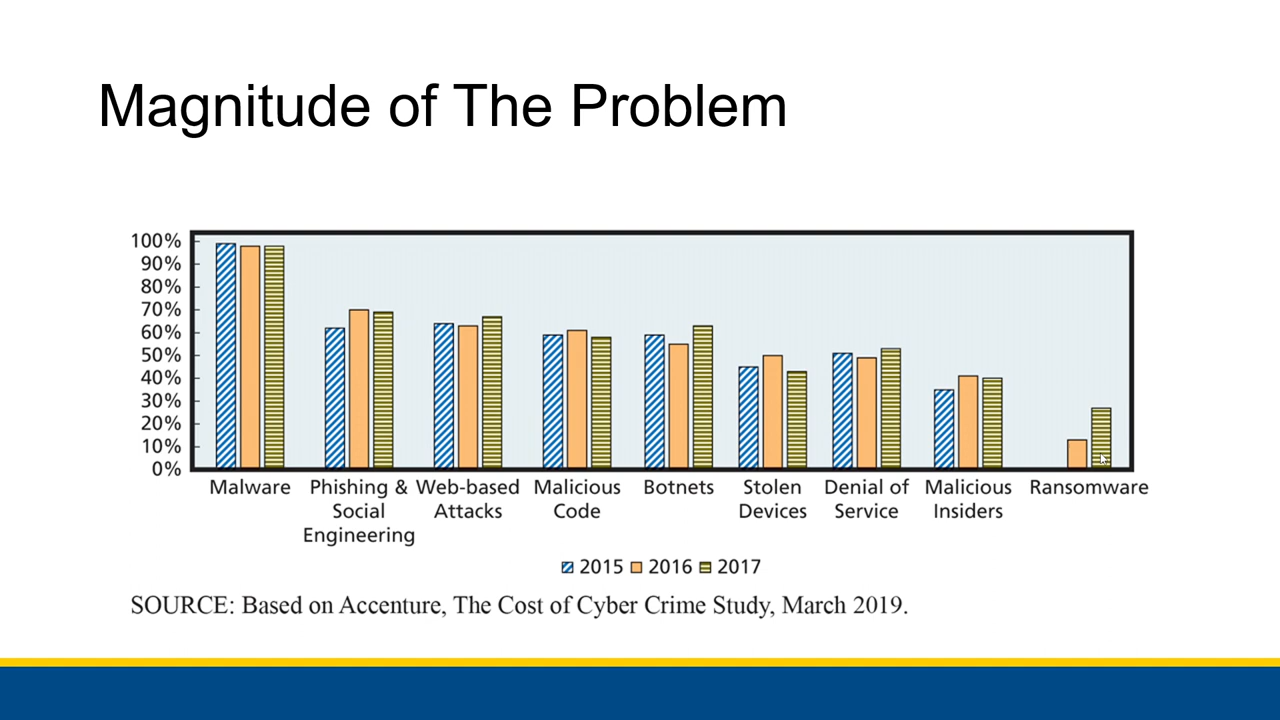 Magnitude of The Problem
100%
90%
80%
70%
60%
50%
40%
30%
20%
10%
0%
Malware
Phishing &
Social
Engineering
Web-based
Attacks
Malicious
Code
Botnets
Stolen
Devices
Denial of
Service
Malicious
Insiders
Ransomware
2015 2016 2017
SOURCE: Based on Accenture, The Cost of Cyber Crime Study, March 2019.